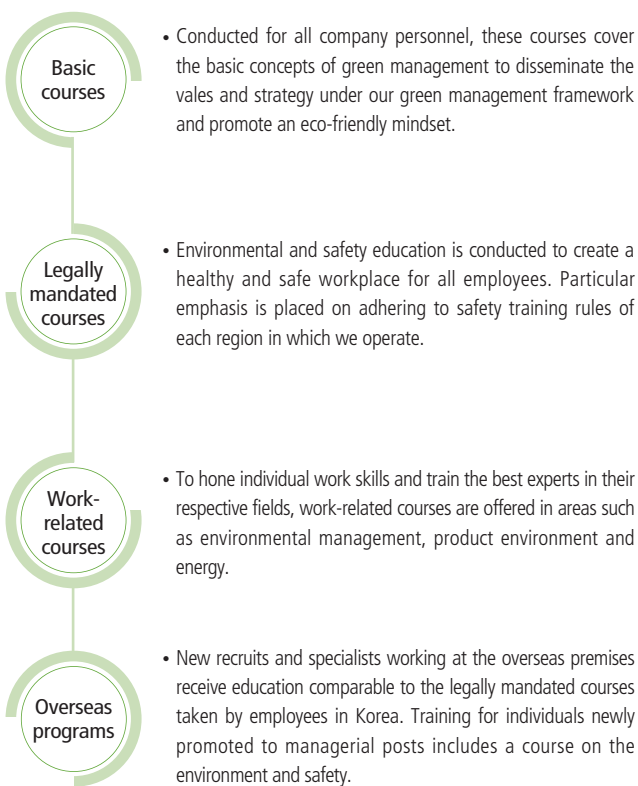 Basic
courses
• Conducted for all company personnel, these courses cover
the basic concepts of green management to disseminate the
vales and strategy under our green management framework
and promote an eco-friendly mindset.
Legally
mandated
courses
• Environmental and safety education is conducted to create a
healthy and safe workplace for all employees. Particular
emphasis is placed on adhering to safety training rules of
each region in which we operate.
Work-
related
courses
• To hone individual work skills and train the best experts in their
respective fields, work-related courses are offered in areas such
as environmental management, product environment and
energy.
Overseas
programs
• New recruits and specialists working at the overseas premises
receive education comparable to the legally mandated courses
taken by employees in Korea. Training for individuals newly
promoted to managerial posts includes a course on the
environment and safety.